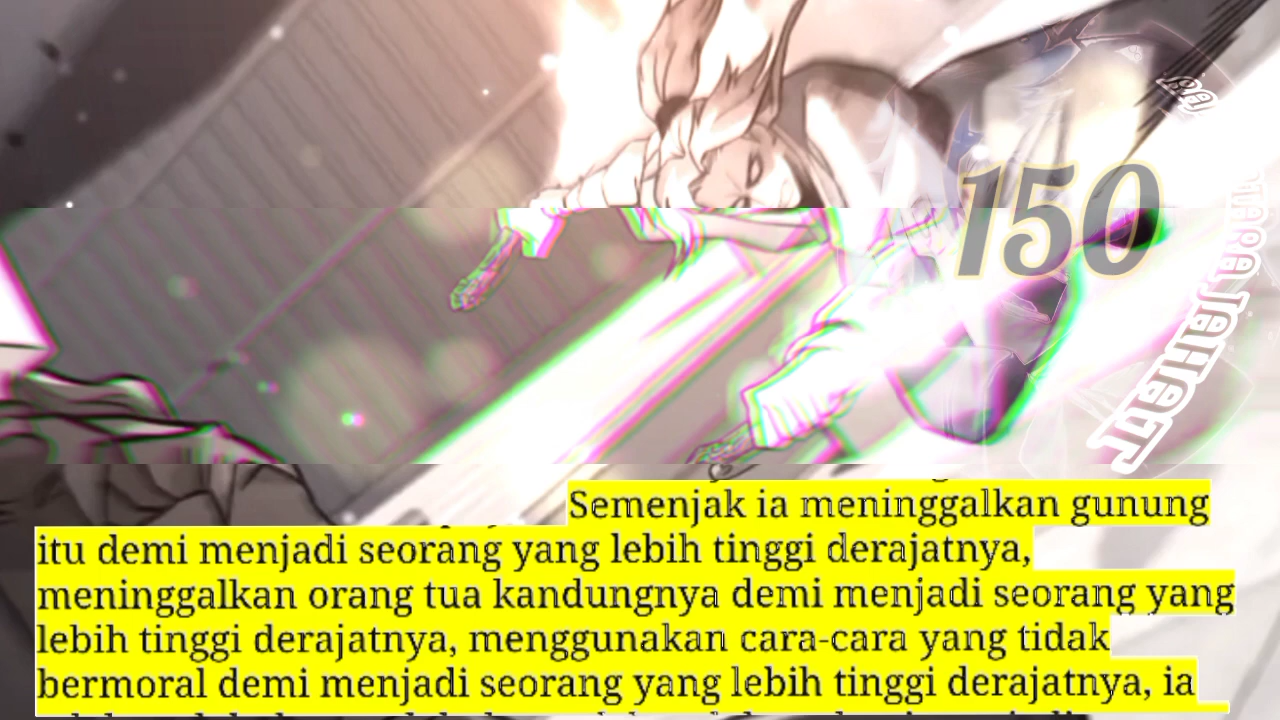 150
JAHAT
Semenjak ia meninggalkan gunung
itu demi menjadi seorang yang lebih tinggi derajatnya,
meninggalkan orang tua kandungnya demi menjadi seorang yang
lebih tinggi derajatnya, menggunakan cara-cara yang tidak
bermoral demi menjadi seorang yang lebih tinggi derajatnya, ia